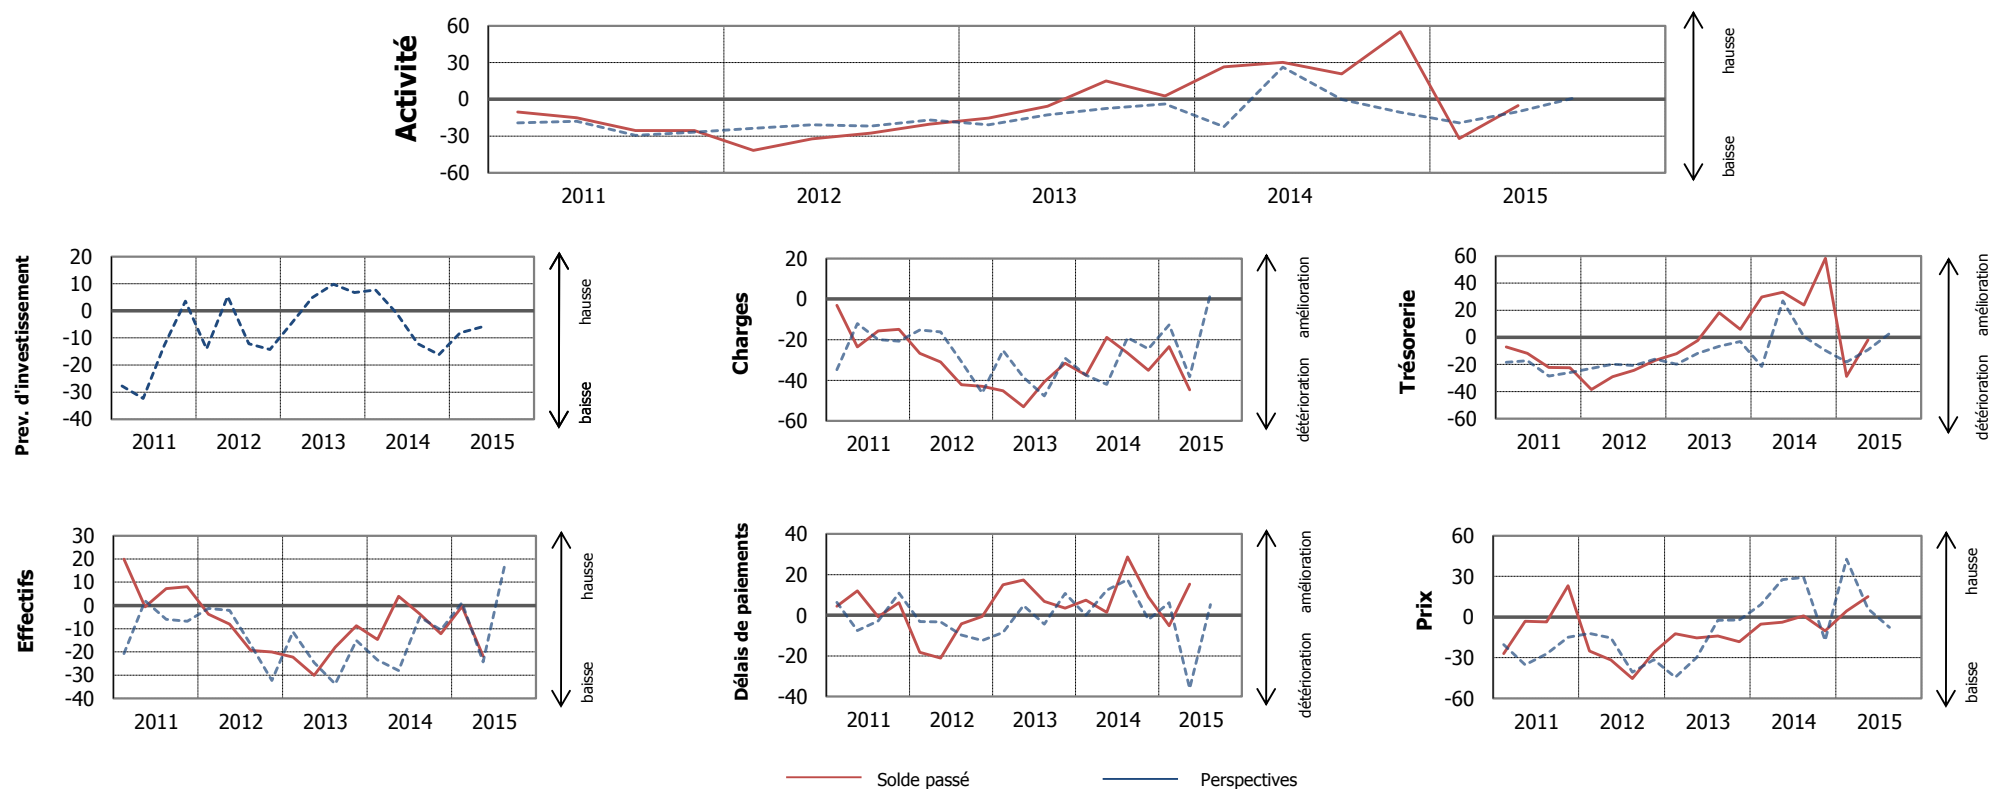 Activité
60
30
0
-30
-60
2011 2012 2013 2014 2015
hausse
baisse
Prev. d'investissement
20
10
0
-10
-20
-30
-40
2011 2012 2013 2014 2015
hausse
baisse
Charges
20
0
-20
-40
-60
2011 2012 2013 2014 2015
amélioration
détérioration
Trésorerie
60
40
20
0
-20
-40
-60
2011 2012 2013 2014 2015
amélioration
détérioration
Effectifs
30
20
10
0
-10
-20
-30
-40
2011 2012 2013 2014 2015
hausse
baisse
Délais de paiements
40
20
0
-20
-40
2011 2012 2013 2014 2015
amélioration
détérioration
Prix
60
30
0
-30
-60
2011 2012 2013 2014 2015
hausse
baisse
Solde passé Perspectives